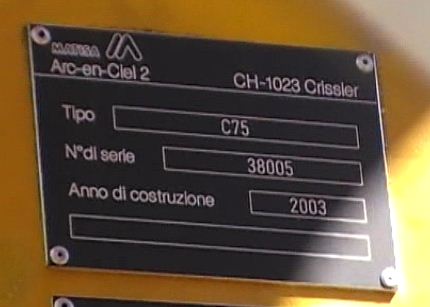 MATISA
Arc-en-Ciel 2 CH-1023 Crissier
Tipo C75
N°di serie 38005
Anno di costruzione 2003